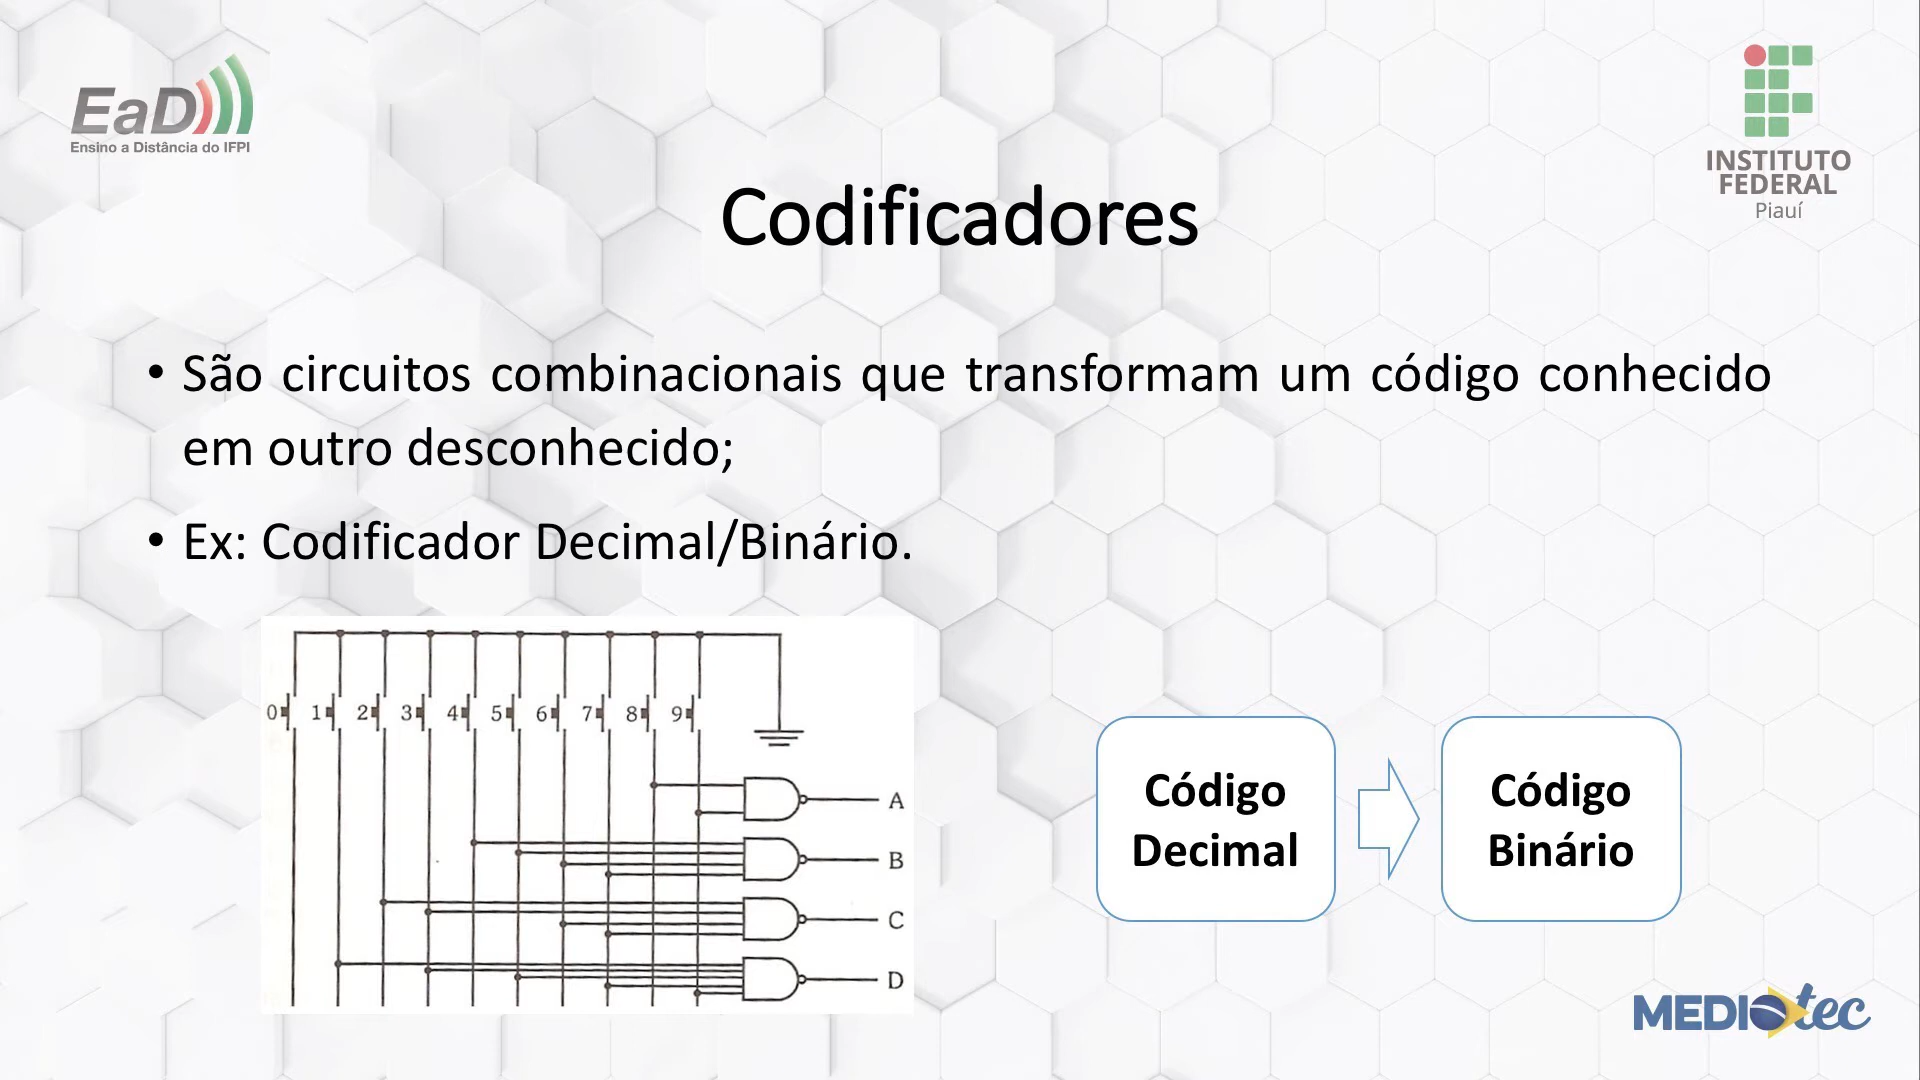 EaD
Ensino a Distância do IFPI
INSTITUTO
FEDERAL
Piauí
Codificadores
• São circuitos combinacionais que transformam um código conhecido
em outro desconhecido;
• Ex: Codificador Decimal/Binário.
0 1 2 3 4 5 6 7 8 9
A
B
C
D
Código
Decimal
Código
Binário
MEDIOtec